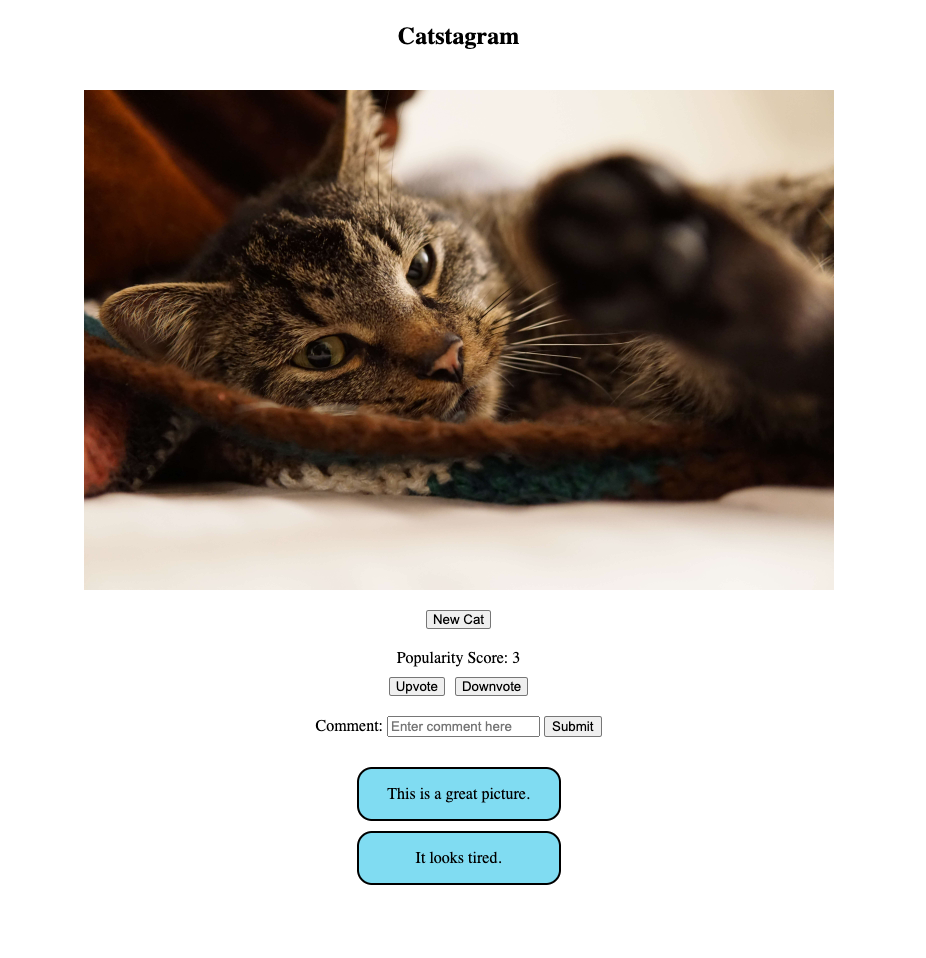 Catstagram
New Cat
Popularity Score: 3
Upvote Downvote
Comment: Enter comment here Submit
This is a great picture.
It looks tired.